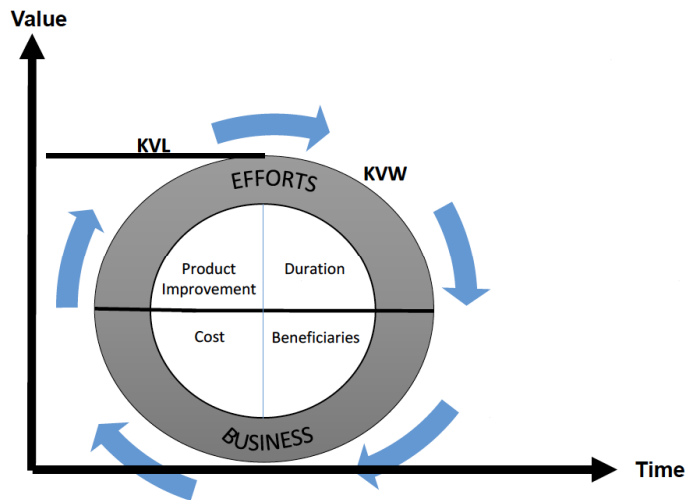 Value
KVL
EFFORTS
KVW
Product
Improvement
Duration
Cost
Beneficiaries
BUSINESS
Time